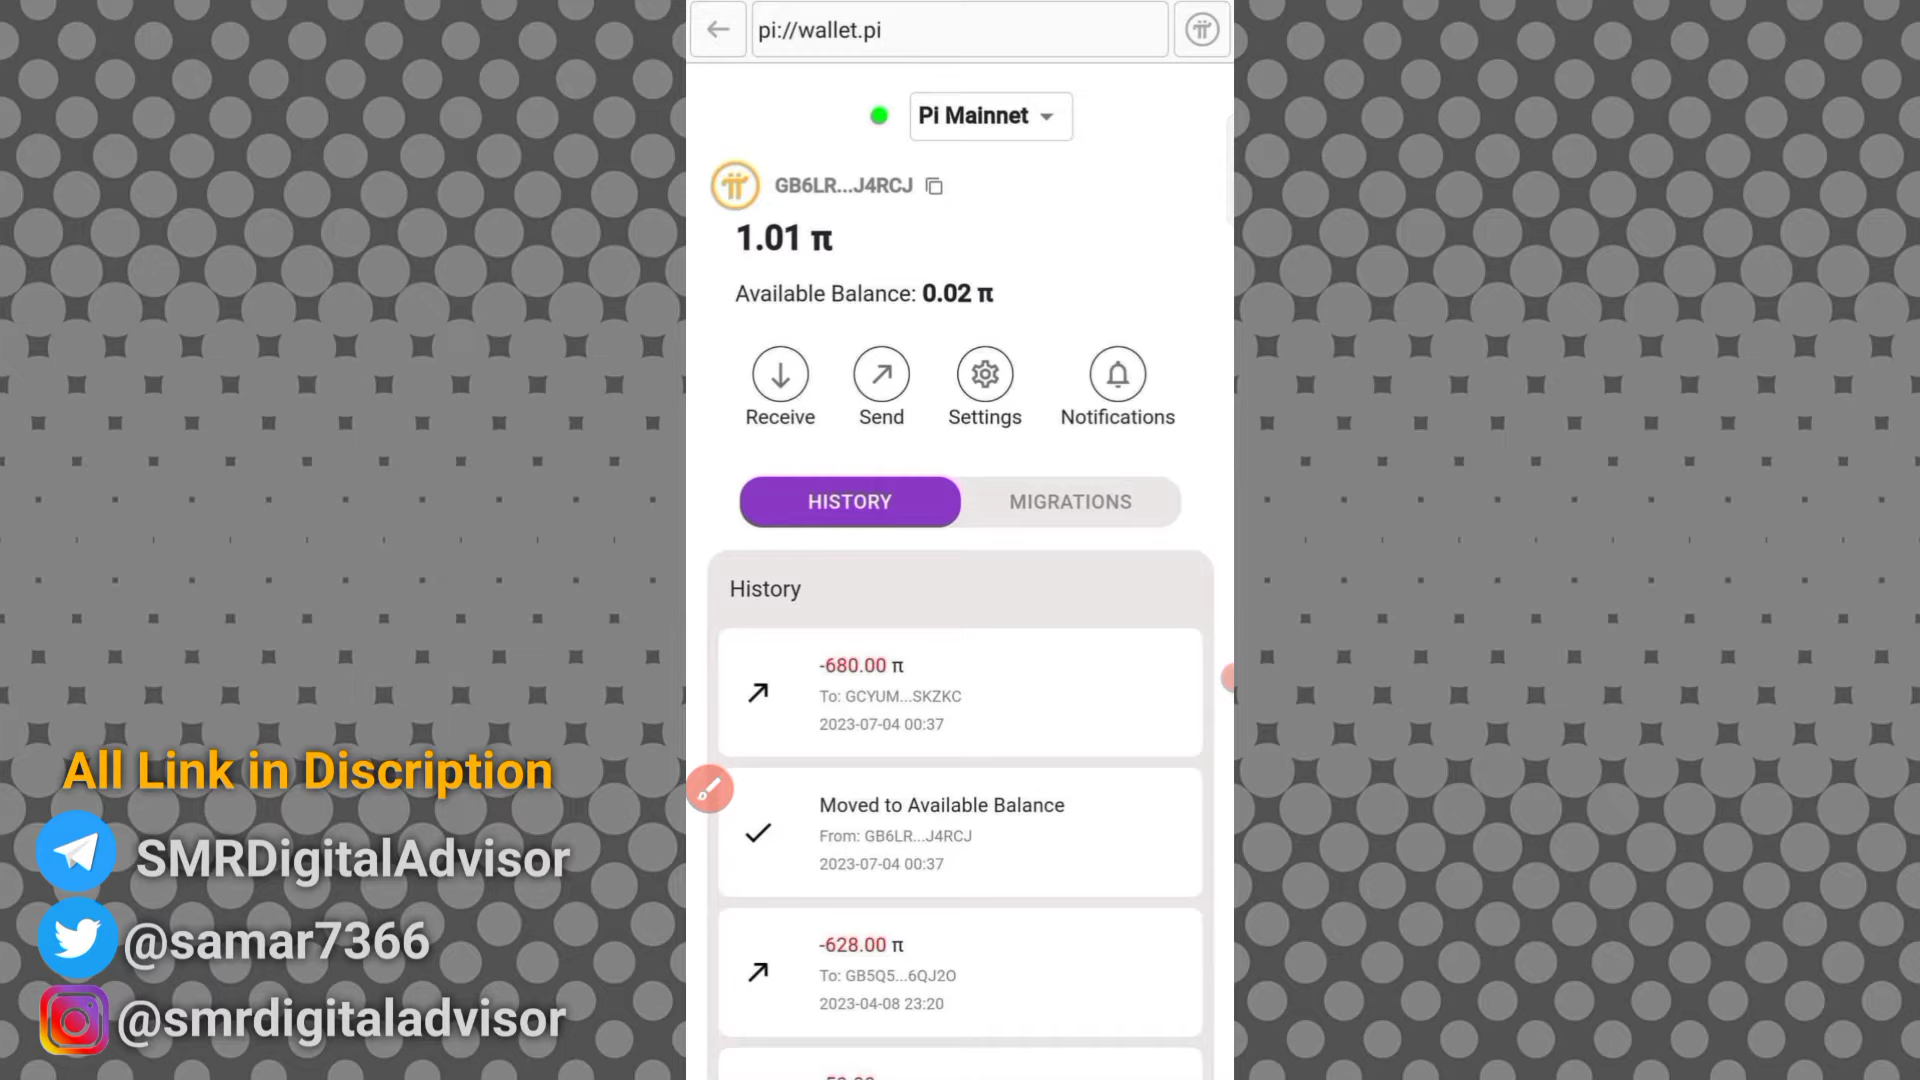 pi://wallet.pi
Pi Mainnet
GB6LR...J4RCJ
1.01 π
Available Balance: 0.02 π
Receive
Send
Settings
Notifications
HISTORY
MIGRATIONS
History
-680.00 π
To: GCYUM...SKZKC
2023-07-04 00:37
Moved to Available Balance
From: GB6LR...J4RCJ
2023-07-04 00:37
-628.00 π
To: GB5Q5...6QJ2O
2023-04-08 23:20
All Link in Discription
SMRDigitalAdvisor
@samar7366
@smrdigitaladvisor